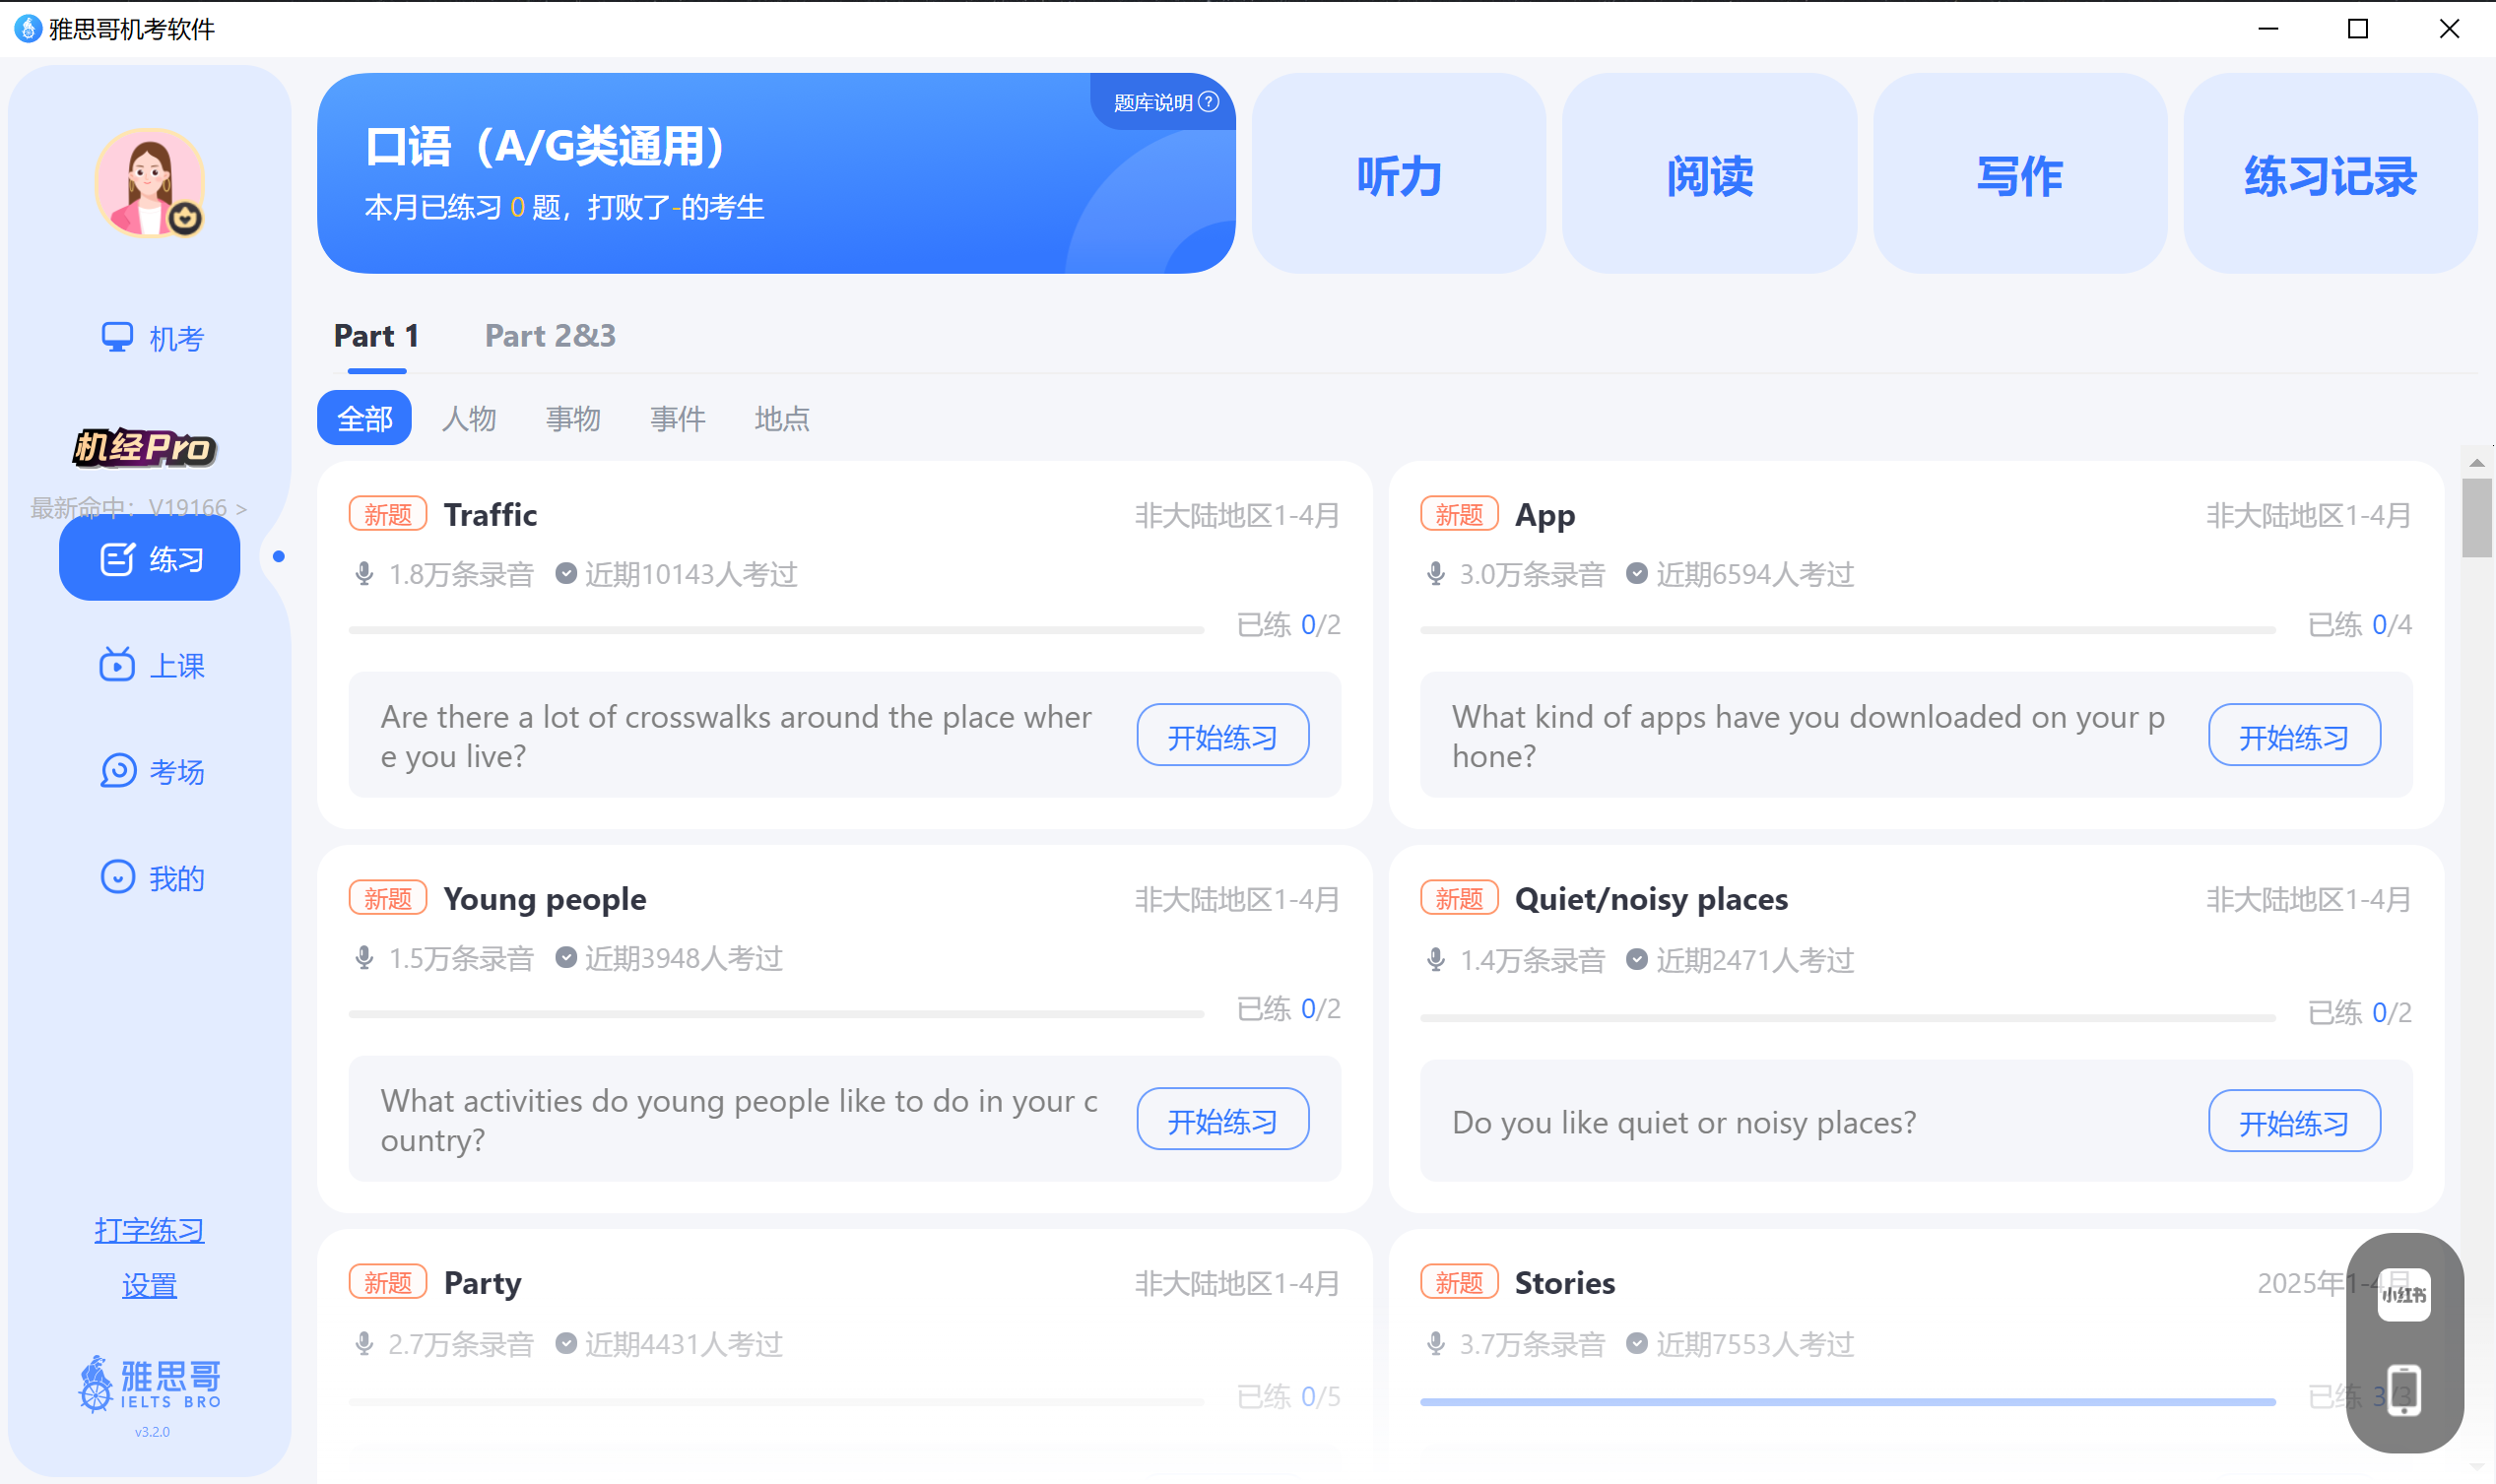 雅思哥机考软件
机考
机经Pro
最新命中：V19166 >
练习
上课
考场
我的
打字练习
设置
雅思哥
IELTS BRO
v3.2.0
题库说明 ?
口语（A/G类通用）
本月已练习 0 题，打败了-的考生
听力
阅读
写作
练习记录
Part 1 Part 2&3
全部 人物 事物 事件 地点
新题 Traffic 非大陆地区1-4月
1.8万条录音 近期10143人考过
已练 0/2
Are there a lot of crosswalks around the place wher
e you live?
开始练习
新题 App 非大陆地区1-4月
3.0万条录音 近期6594人考过
已练 0/4
What kind of apps have you downloaded on your p
hone?
开始练习
新题 Young people 非大陆地区1-4月
1.5万条录音 近期3948人考过
已练 0/2
What activities do young people like to do in your c
ountry?
开始练习
新题 Quiet/noisy places 非大陆地区1-4月
1.4万条录音 近期2471人考过
已练 0/2
Do you like quiet or noisy places?
开始练习
新题 Party 非大陆地区1-4月
2.7万条录音 近期4431人考过
已练 0/5
新题 Stories 2025年1-4月
3.7万条录音 近期7553人考过
已练 3/3
小红书